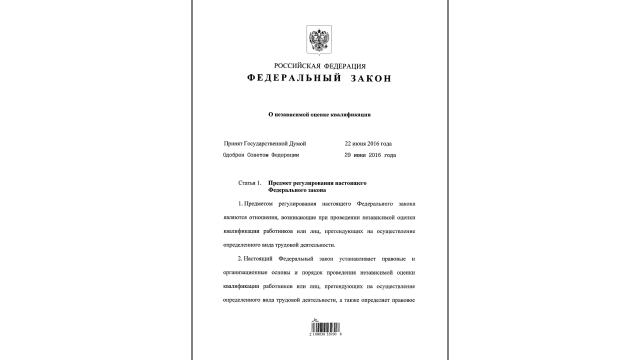 РОССИЙСКАЯ ФЕДЕРАЦИЯ
ФЕДЕРАЛЬНЫЙ ЗАКОН
О независимой оценке квалификации
Принят Государственной Думой 22 июня 2016 года
Одобрен Советом Федерации 29 июня 2016 года
Статья 1. Предмет регулирования настоящего
Федерального закона
1. Предметом регулирования настоящего Федерального закона
являются отношения, возникающие при проведении независимой оценки
квалификации работников или лиц, претендующих на осуществление
определенного вида трудовой деятельности.
2. Настоящий Федеральный закон устанавливает правовые и
организационные основы и порядок проведения независимой оценки
квалификации работников или лиц, претендующих на осуществление
определенного вида трудовой деятельности, а также определяет правовое